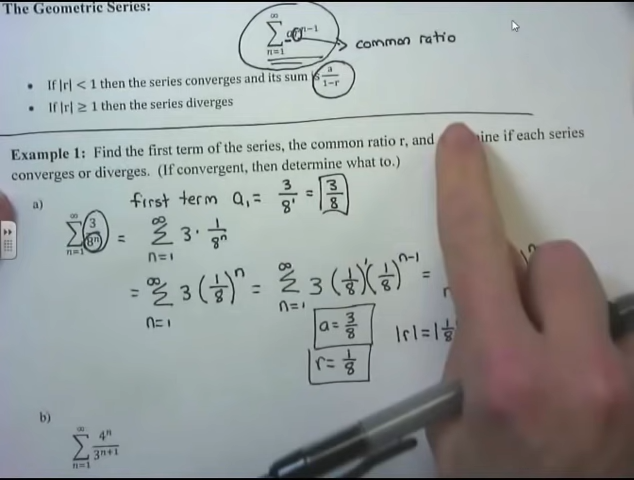 The Geometric Series:
∞
∑ arⁿ⁻¹
n=1
common ratio
• If |r| < 1 then the series converges and its sum is a/1−r
• If |r| ≥ 1 then the series diverges
Example 1: Find the first term of the series, the common ratio r, and if each series
converges or diverges. (If convergent, then determine what to.)
a) first term a₁ = 3/8¹ = 3/8
∞ ∞
∑ 3/8ⁿ = ∑ 3 · 1/8ⁿ
n=1 n=1
= ∑ 3 (1/8)ⁿ = ∑ 3 (1/8)¹(1/8)ⁿ⁻¹ =
n=1 n=1
a = 3/8 |r| = |1/8
r = 1/8
b)
∞
∑ 4ⁿ/3ⁿ⁺¹
n=1